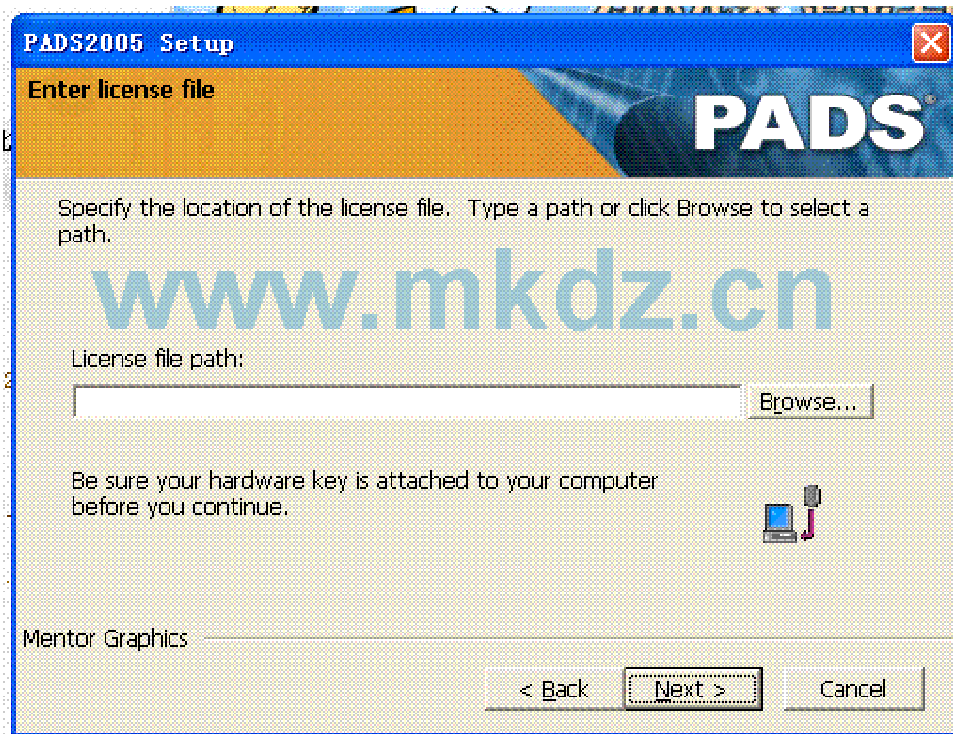 PADS2005 Setup
Enter license file
PADS®
Specify the location of the license file. Type a path or click Browse to select a
path.
www.mkdz.cn
License file path:
Browse...
Be sure your hardware key is attached to your computer
before you continue.
Mentor Graphics
< Back Next > Cancel